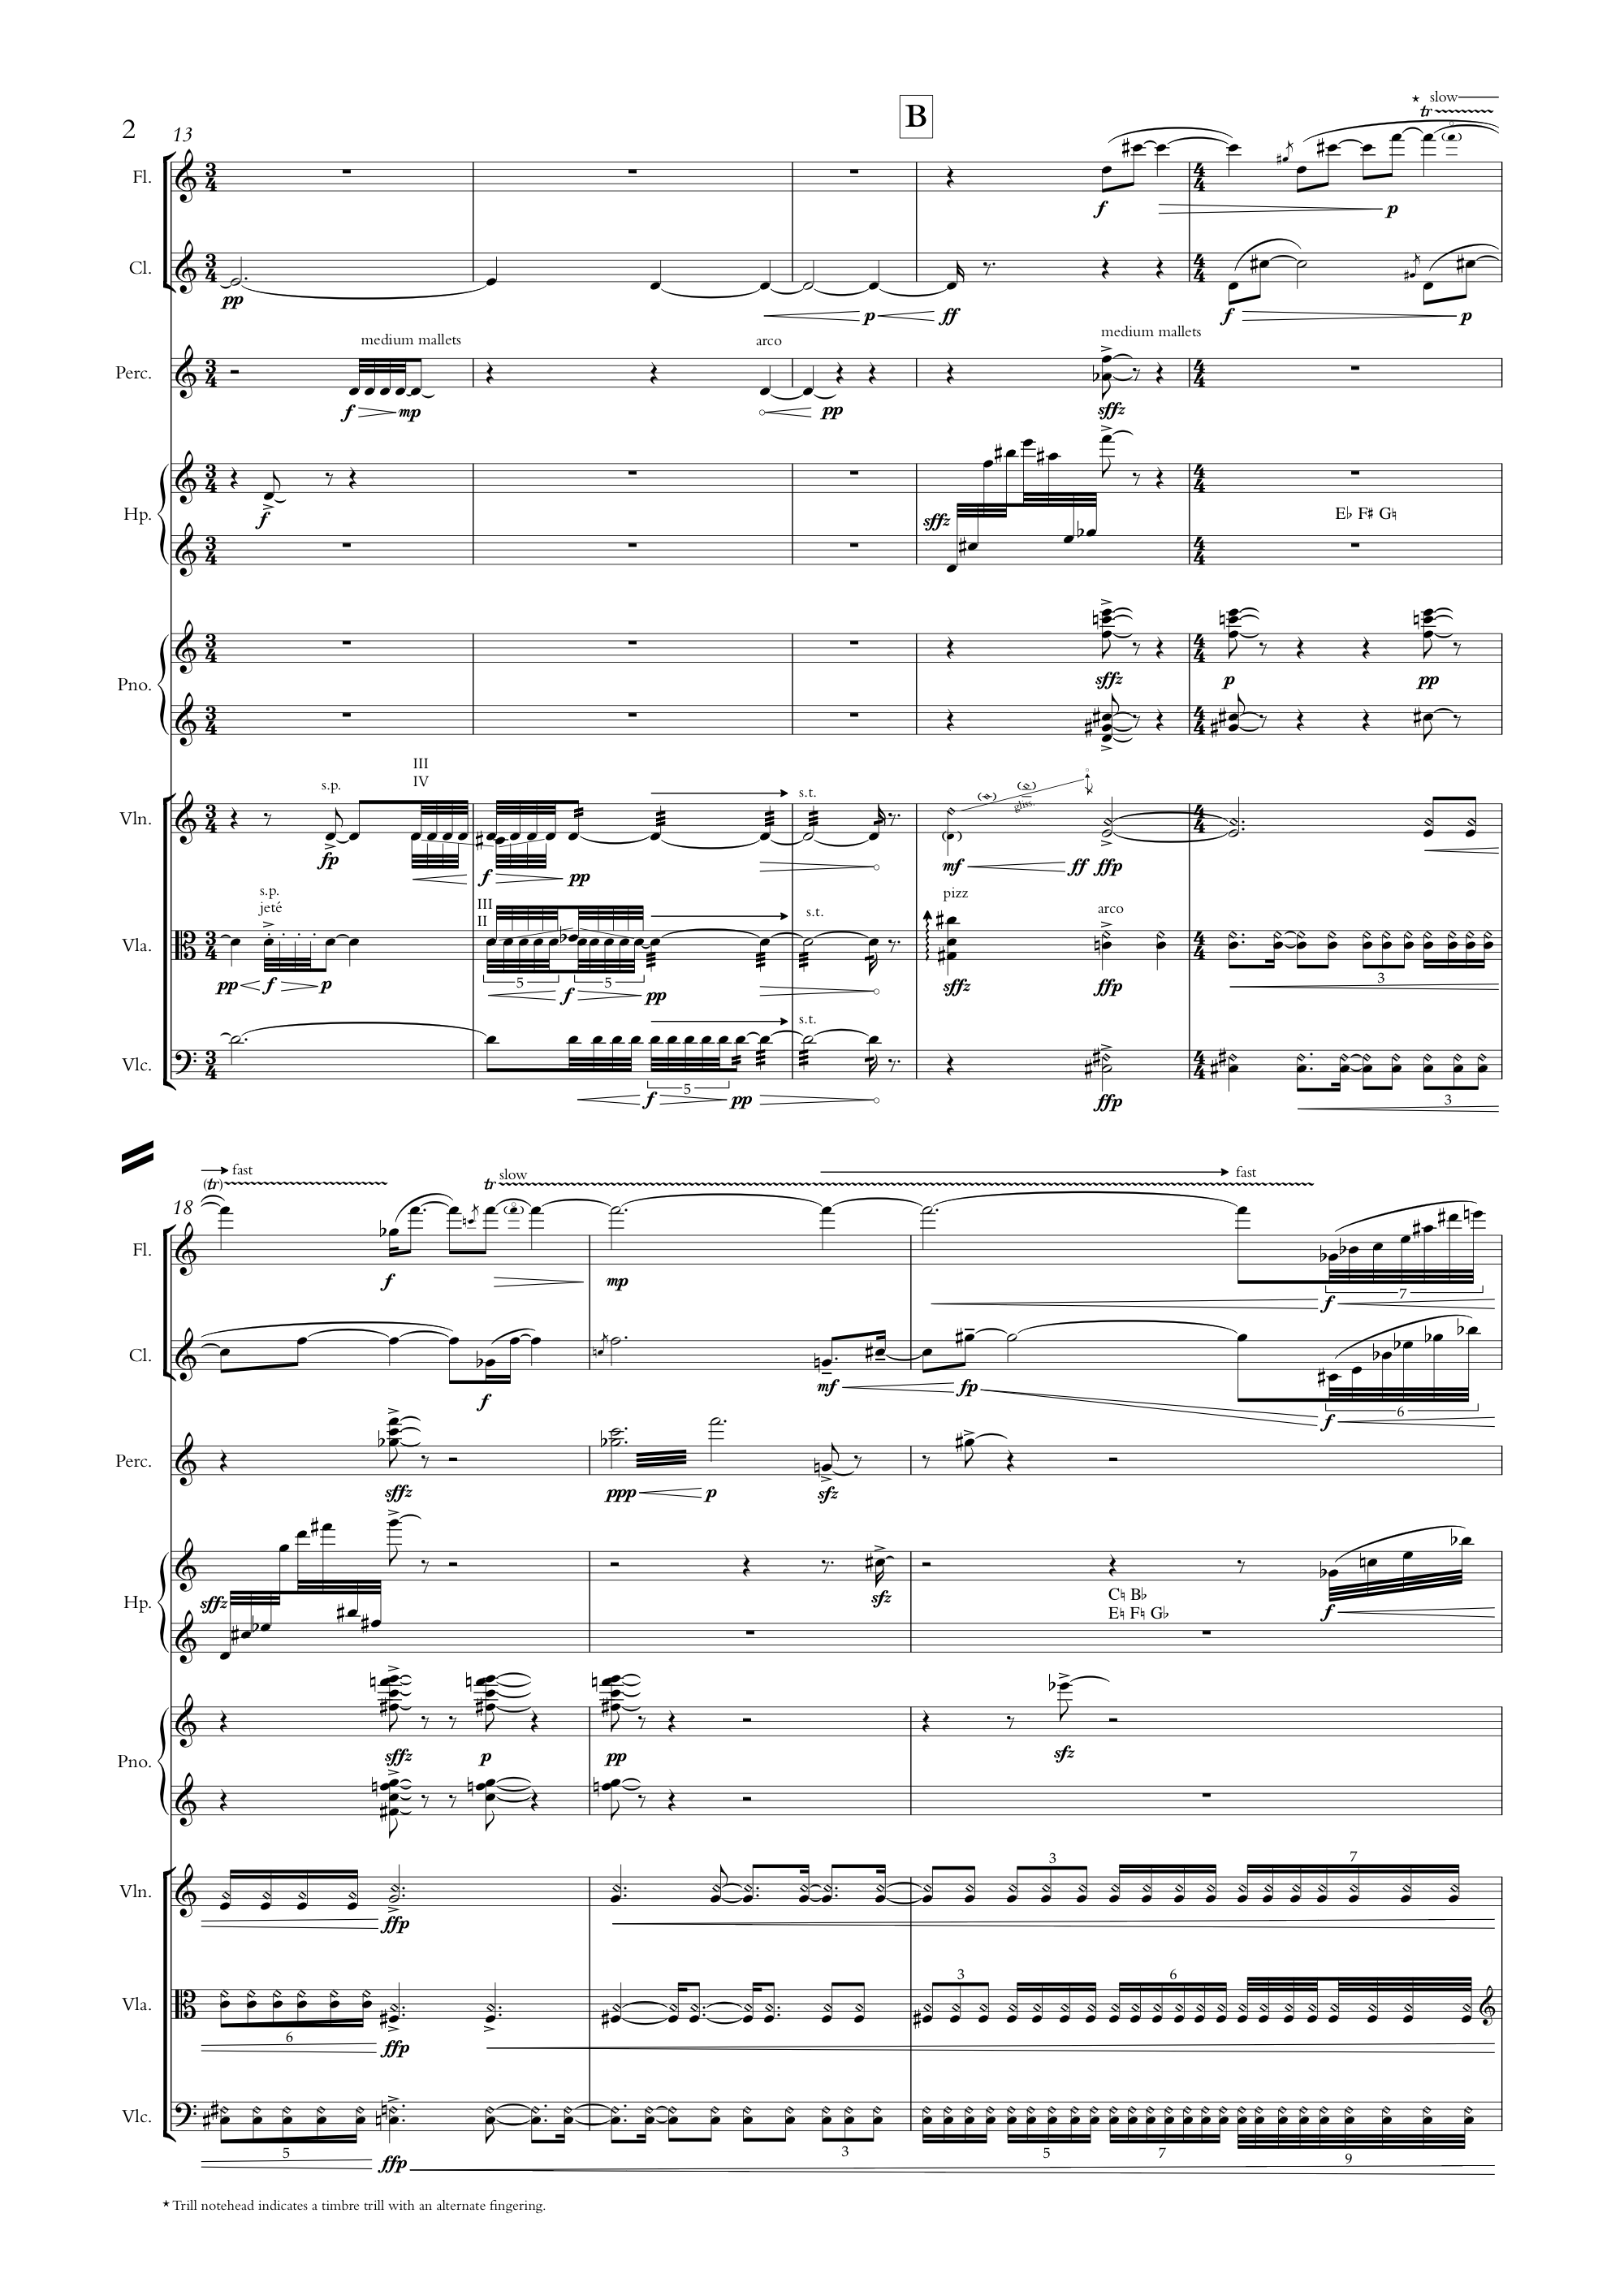 B
* slow
2
13
tr
Fl.
f
p
Cl.
pp
p
ff
f
p
medium mallets
arco
medium mallets
Perc.
f
mp
pp
sffz
Hp.
f
sffz
E♭ F♯ G♮
Pno.
sffz
p
pp
III
IV
s.p.
s.t.
gliss.
Vln.
fp
f
pp
mf
ff
ffp
s.p.
jeté
III
II
s.t.
pizz
arco
Vla.
pp
f
p
5
f
5
pp
sffz
ffp
3
s.t.
Vlc.
f
5
pp
ffp
3
fast
slow
fast
(tr)
tr
18
Fl.
f
mp
f
7
Cl.
f
mf
fp
f
6
Perc.
sffz
ppp
p
sfz
Hp.
sffz
sfz
C♮ B♭
E♮ F♮ G♭
f
Pno.
sffz
p
pp
sfz
Vln.
ffp
3
7
Vla.
6
ffp
3
6
Vlc.
5
ffp
3
5
7
9
* Trill notehead indicates a timbre trill with an alternate fingering.